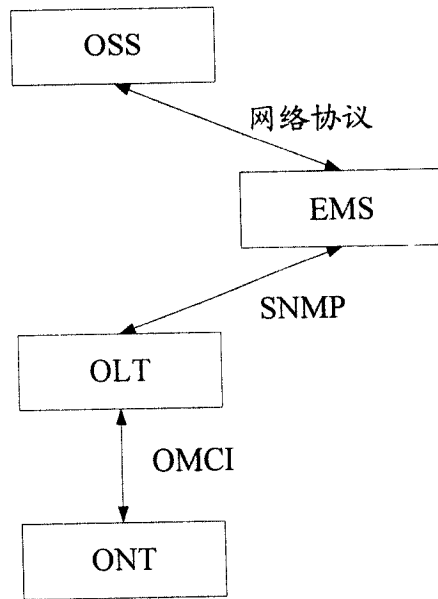 OSS
网络协议
EMS
SNMP
OLT
OMCI
ONT